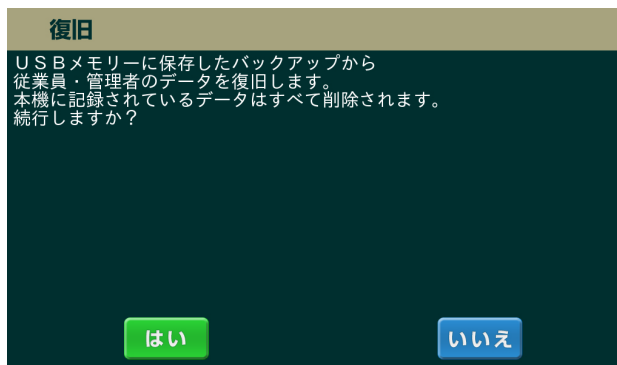 復旧
ＵＳＢメモリーに保存したバックアップから
従業員・管理者のデータを復旧します。
本機に記録されているデータはすべて削除されます。
続行しますか？
はい
いいえ